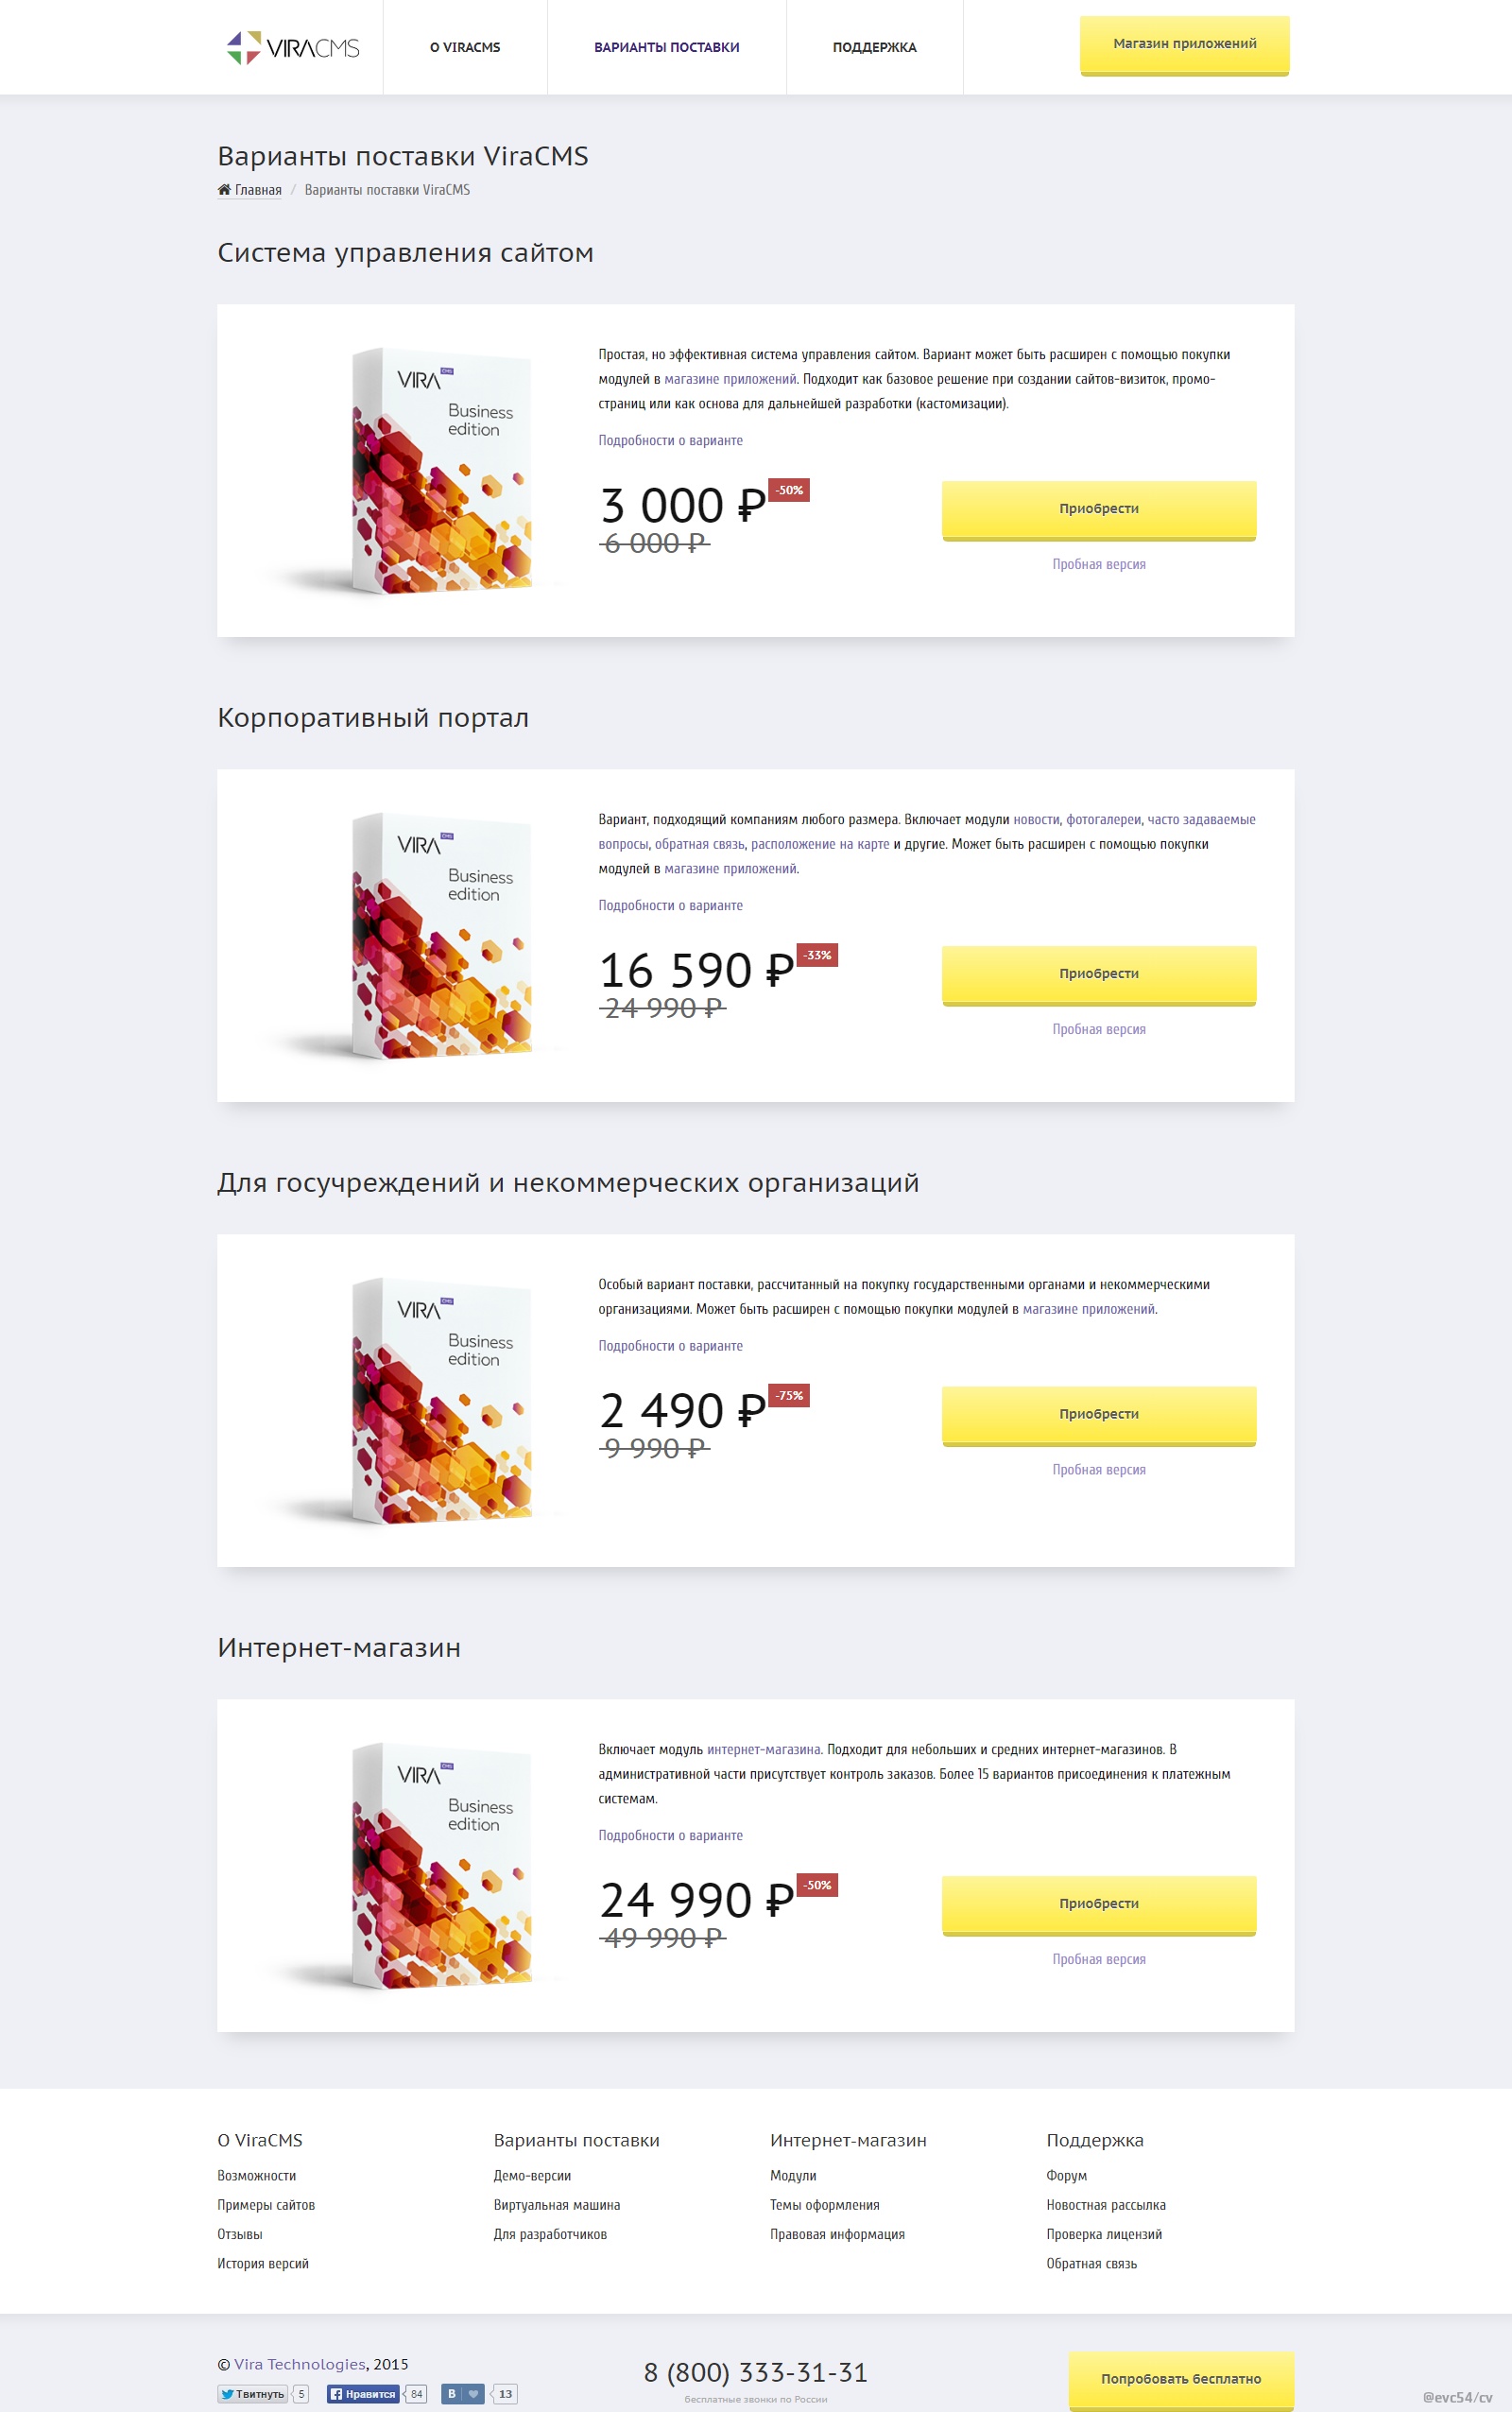 VIRACMS
О VIRACMS
ВАРИАНТЫ ПОСТАВКИ
ПОДДЕРЖКА
Магазин приложений
Варианты поставки ViraCMS
Главная / Варианты поставки ViraCMS
Система управления сайтом
VIRA CMS
Business
edition
Простая, но эффективная система управления сайтом. Вариант может быть расширен с помощью покупки
модулей в магазине приложений. Подходит как базовое решение при создании сайтов-визиток, промо-
страниц или как основа для дальнейшей разработки (кастомизации).
Подробности о варианте
3 000 ₽ -50%
6 000 ₽
Приобрести
Пробная версия
Корпоративный портал
VIRA CMS
Business
edition
Вариант, подходящий компаниям любого размера. Включает модули новости, фотогалереи, часто задаваемые
вопросы, обратная связь, расположение на карте и другие. Может быть расширен с помощью покупки
модулей в магазине приложений.
Подробности о варианте
16 590 ₽ -33%
24 990 ₽
Приобрести
Пробная версия
Для госучреждений и некоммерческих организаций
VIRA CMS
Business
edition
Особый вариант поставки, рассчитанный на покупку государственными органами и некоммерческими
организациями. Может быть расширен с помощью покупки модулей в магазине приложений.
Подробности о варианте
2 490 ₽ -75%
9 990 ₽
Приобрести
Пробная версия
Интернет-магазин
VIRA CMS
Business
edition
Включает модуль интернет-магазина. Подходит для небольших и средних интернет-магазинов. В
административной части присутствует контроль заказов. Более 15 вариантов присоединения к платежным
системам.
Подробности о варианте
24 990 ₽ -50%
49 990 ₽
Приобрести
Пробная версия
О ViraCMS
Возможности
Примеры сайтов
Отзывы
История версий
Варианты поставки
Демо-версии
Виртуальная машина
Для разработчиков
Интернет-магазин
Модули
Темы оформления
Правовая информация
Поддержка
Форум
Новостная рассылка
Проверка лицензий
Обратная связь
© Vira Technologies, 2015
Твитнуть 5
Нравится 84
В 13
8 (800) 333-31-31
бесплатные звонки по России
Попробовать бесплатно
@evc54/cv